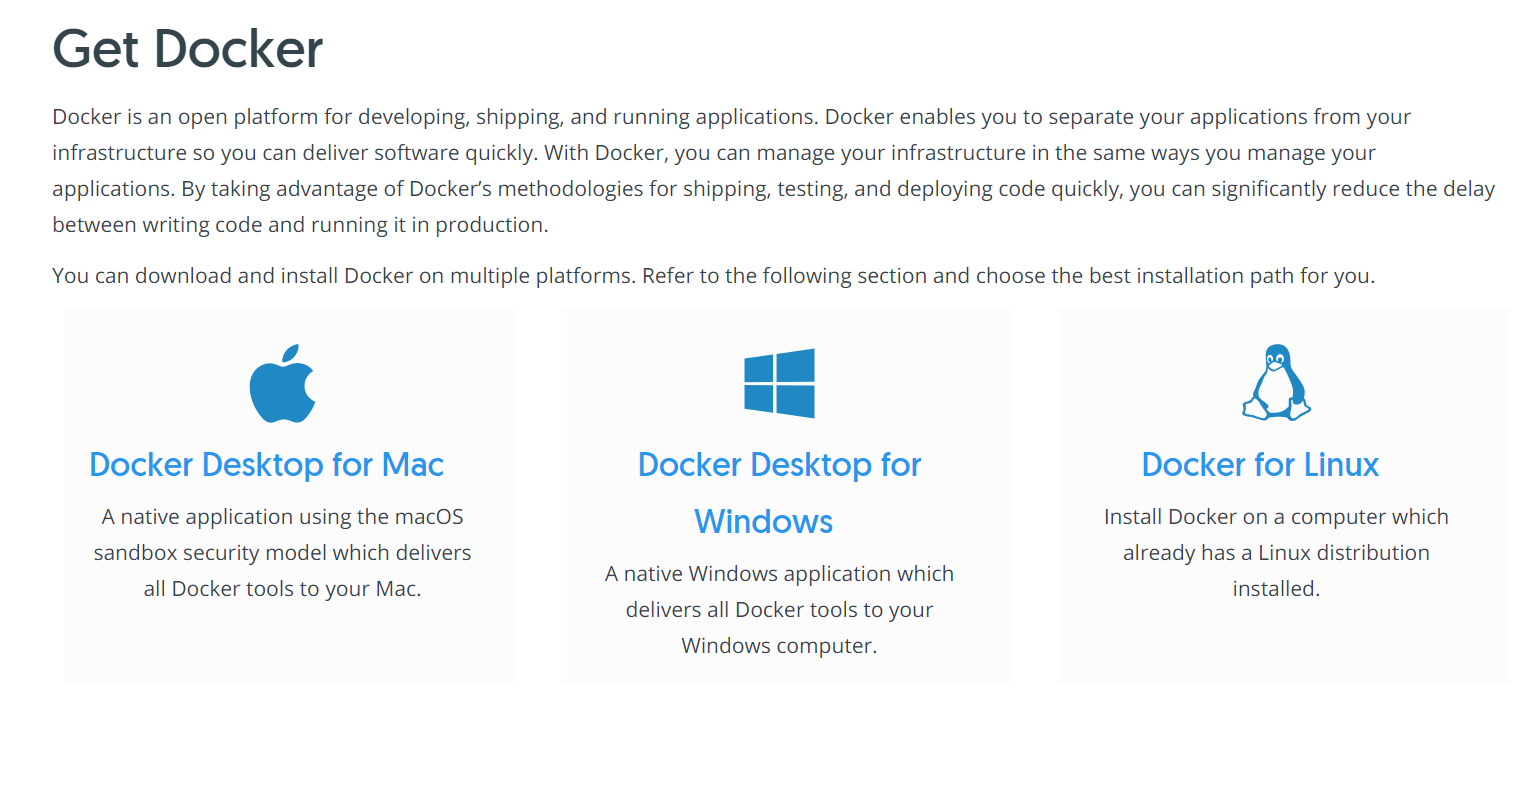 Get Docker
Docker is an open platform for developing, shipping, and running applications. Docker enables you to separate your applications from your
infrastructure so you can deliver software quickly. With Docker, you can manage your infrastructure in the same ways you manage your
applications. By taking advantage of Docker’s methodologies for shipping, testing, and deploying code quickly, you can significantly reduce the delay
between writing code and running it in production.
You can download and install Docker on multiple platforms. Refer to the following section and choose the best installation path for you.
Docker Desktop for Mac
A native application using the macOS
sandbox security model which delivers
all Docker tools to your Mac.
Docker Desktop for
Windows
A native Windows application which
delivers all Docker tools to your
Windows computer.
Docker for Linux
Install Docker on a computer which
already has a Linux distribution
installed.